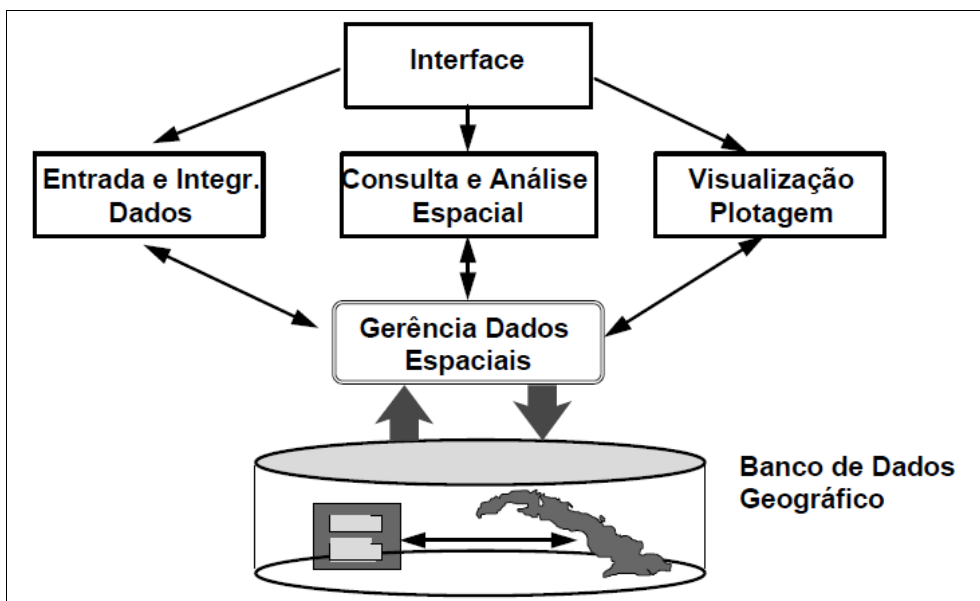 Interface
Entrada e Integr.
Dados
Consulta e Análise
Espacial
Visualização
Plotagem
Gerência Dados
Espaciais
Banco de Dados
Geográfico